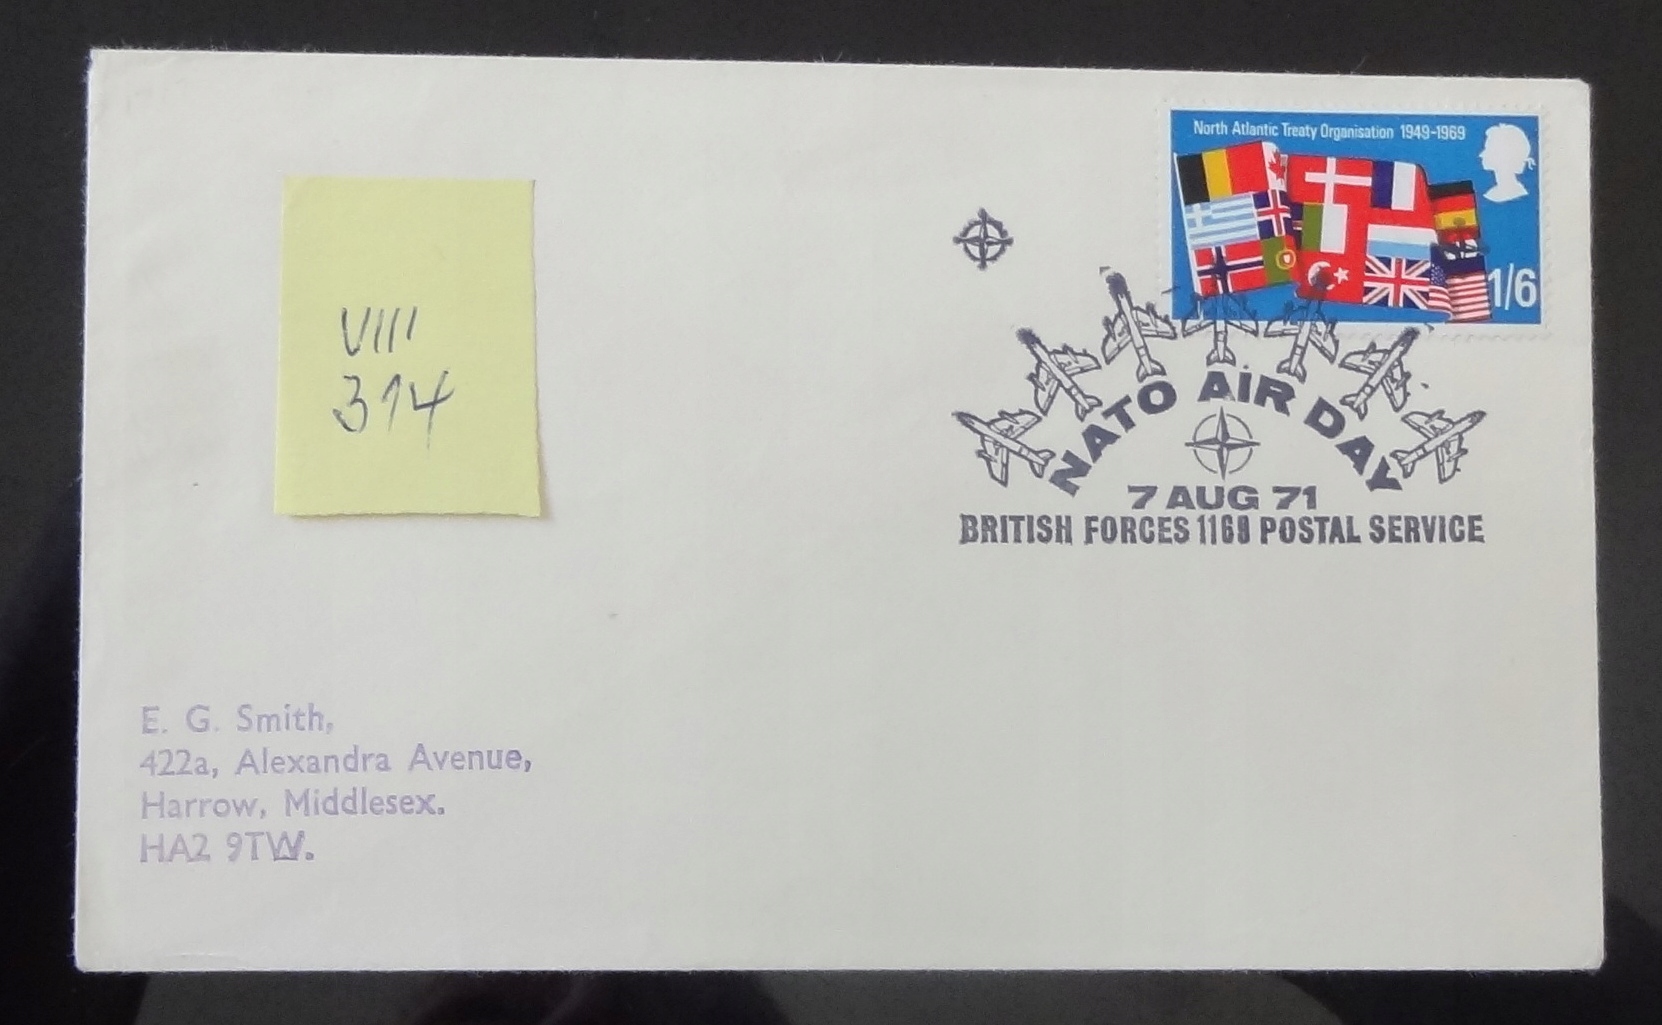 North Atlantic Treaty Organisation 1949-1969
1/6
VIII
314
NATO AIR DAY
7 AUG 71
BRITISH FORCES 1168 POSTAL SERVICE
E. G. Smith,
422a, Alexandra Avenue,
Harrow, Middlesex.
HA2 9TW.